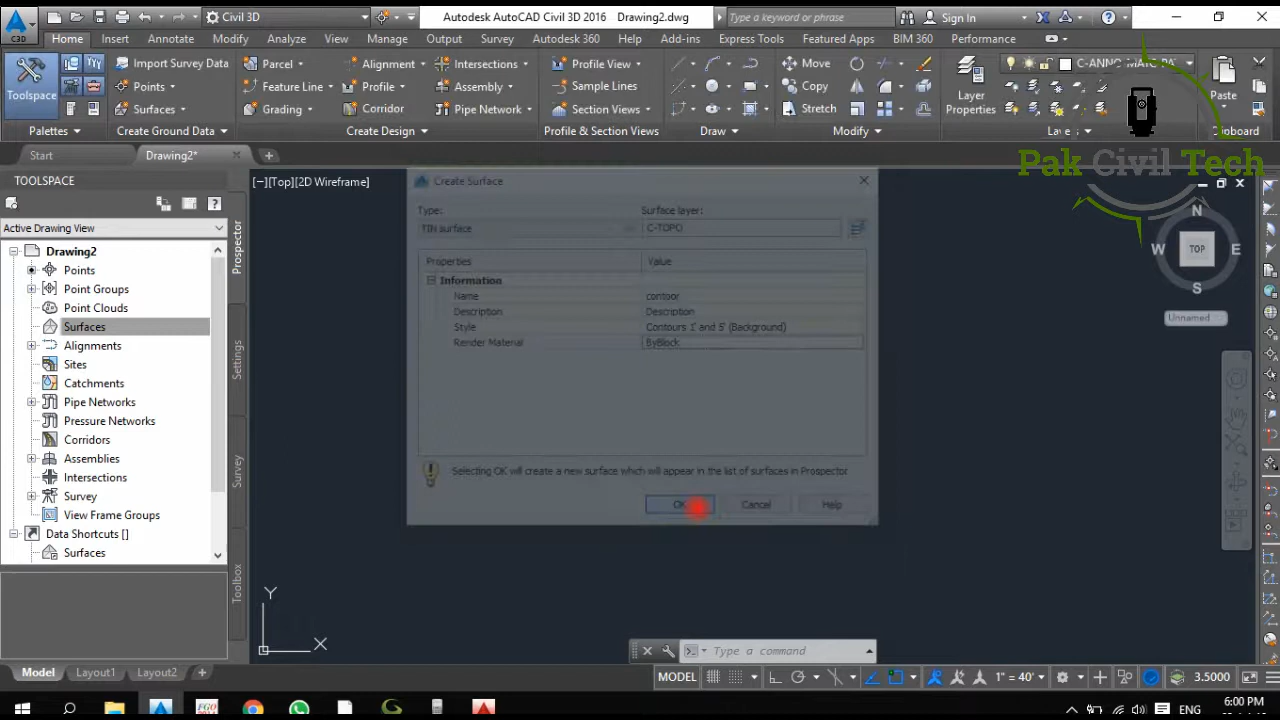 C3D
Civil 3D
Autodesk AutoCAD Civil 3D 2016 Drawing2.dwg
Type a keyword or phrase
Sign In
Home Insert Annotate Modify Analyze View Manage Output Survey Autodesk 360 Help Add-ins Express Tools Featured Apps BIM 360 Performance
Toolspace
Import Survey Data
Points
Surfaces
Parcel
Feature Line
Grading
Alignment
Profile
Corridor
Intersections
Assembly
Pipe Network
Profile View
Sample Lines
Section Views
Move
Copy
Stretch
Layer
Properties
C-ANNO-MATC-PA
Paste
Palettes Create Ground Data Create Design Profile & Section Views Draw Modify Layers Clipboard
Pak Civil Tech
Start Drawing2*
TOOLSPACE
Active Drawing View
Drawing2
Points
Point Groups
Point Clouds
Surfaces
Alignments
Sites
Catchments
Pipe Networks
Pressure Networks
Corridors
Assemblies
Intersections
Survey
View Frame Groups
Data Shortcuts []
Surfaces
Prospector
Settings
Survey
Toolbox
[−][Top][2D Wireframe]
Create Surface
Type:
Surface layer:
TIN surface
C-TOPO
Properties Value
Information
Name contoor
Description Description
Style Contours 1' and 5' (Background)
Render Material ByBlock
Selecting OK will create a new surface which will appear in the list of surfaces in Prospector.
OK Cancel Help
N
W TOP E
S
Unnamed
Y
X
Type a command
Model Layout1 Layout2
MODEL
1" = 40'
3.5000
ENG
6:00 PM